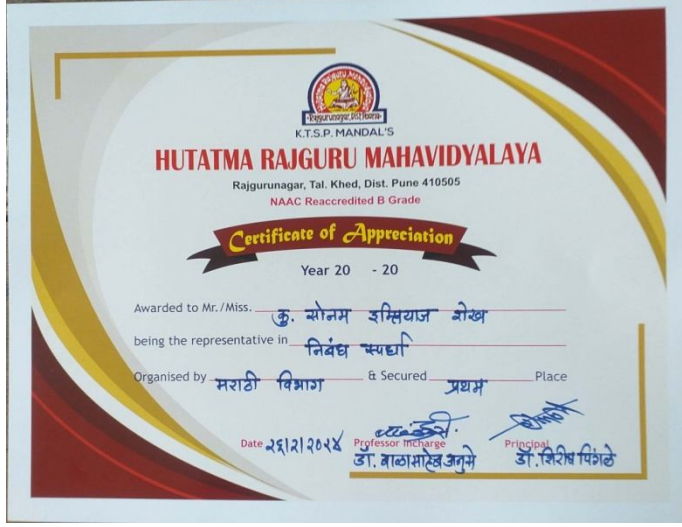 K.T.S.P. MANDAL'S
HUTATMA RAJGURU MAHAVIDYALAYA
Rajgurunagar, Tal. Khed, Dist. Pune 410505
NAAC Reaccredited B Grade
Certificate of Appreciation
Year 20 - 20
Awarded to Mr./Miss. कु. सोनम इम्तियाज शेख
being the representative in निबंध स्पर्धा
Organised by मराठी विभाग & Secured प्रथम Place
Date २६/२/२०२४ Professor Incharge Principal
डॉ. बाळासाहेब अनुसे डॉ. शिरीष पिंगळे